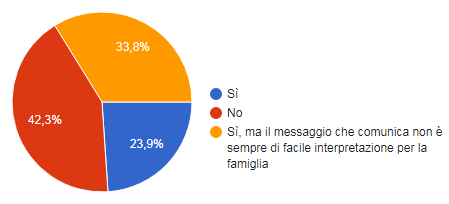 33,8%
42,3%
23,9%
Sì
No
Sì, ma il messaggio che comunica non è
sempre di facile interpretazione per la
famiglia